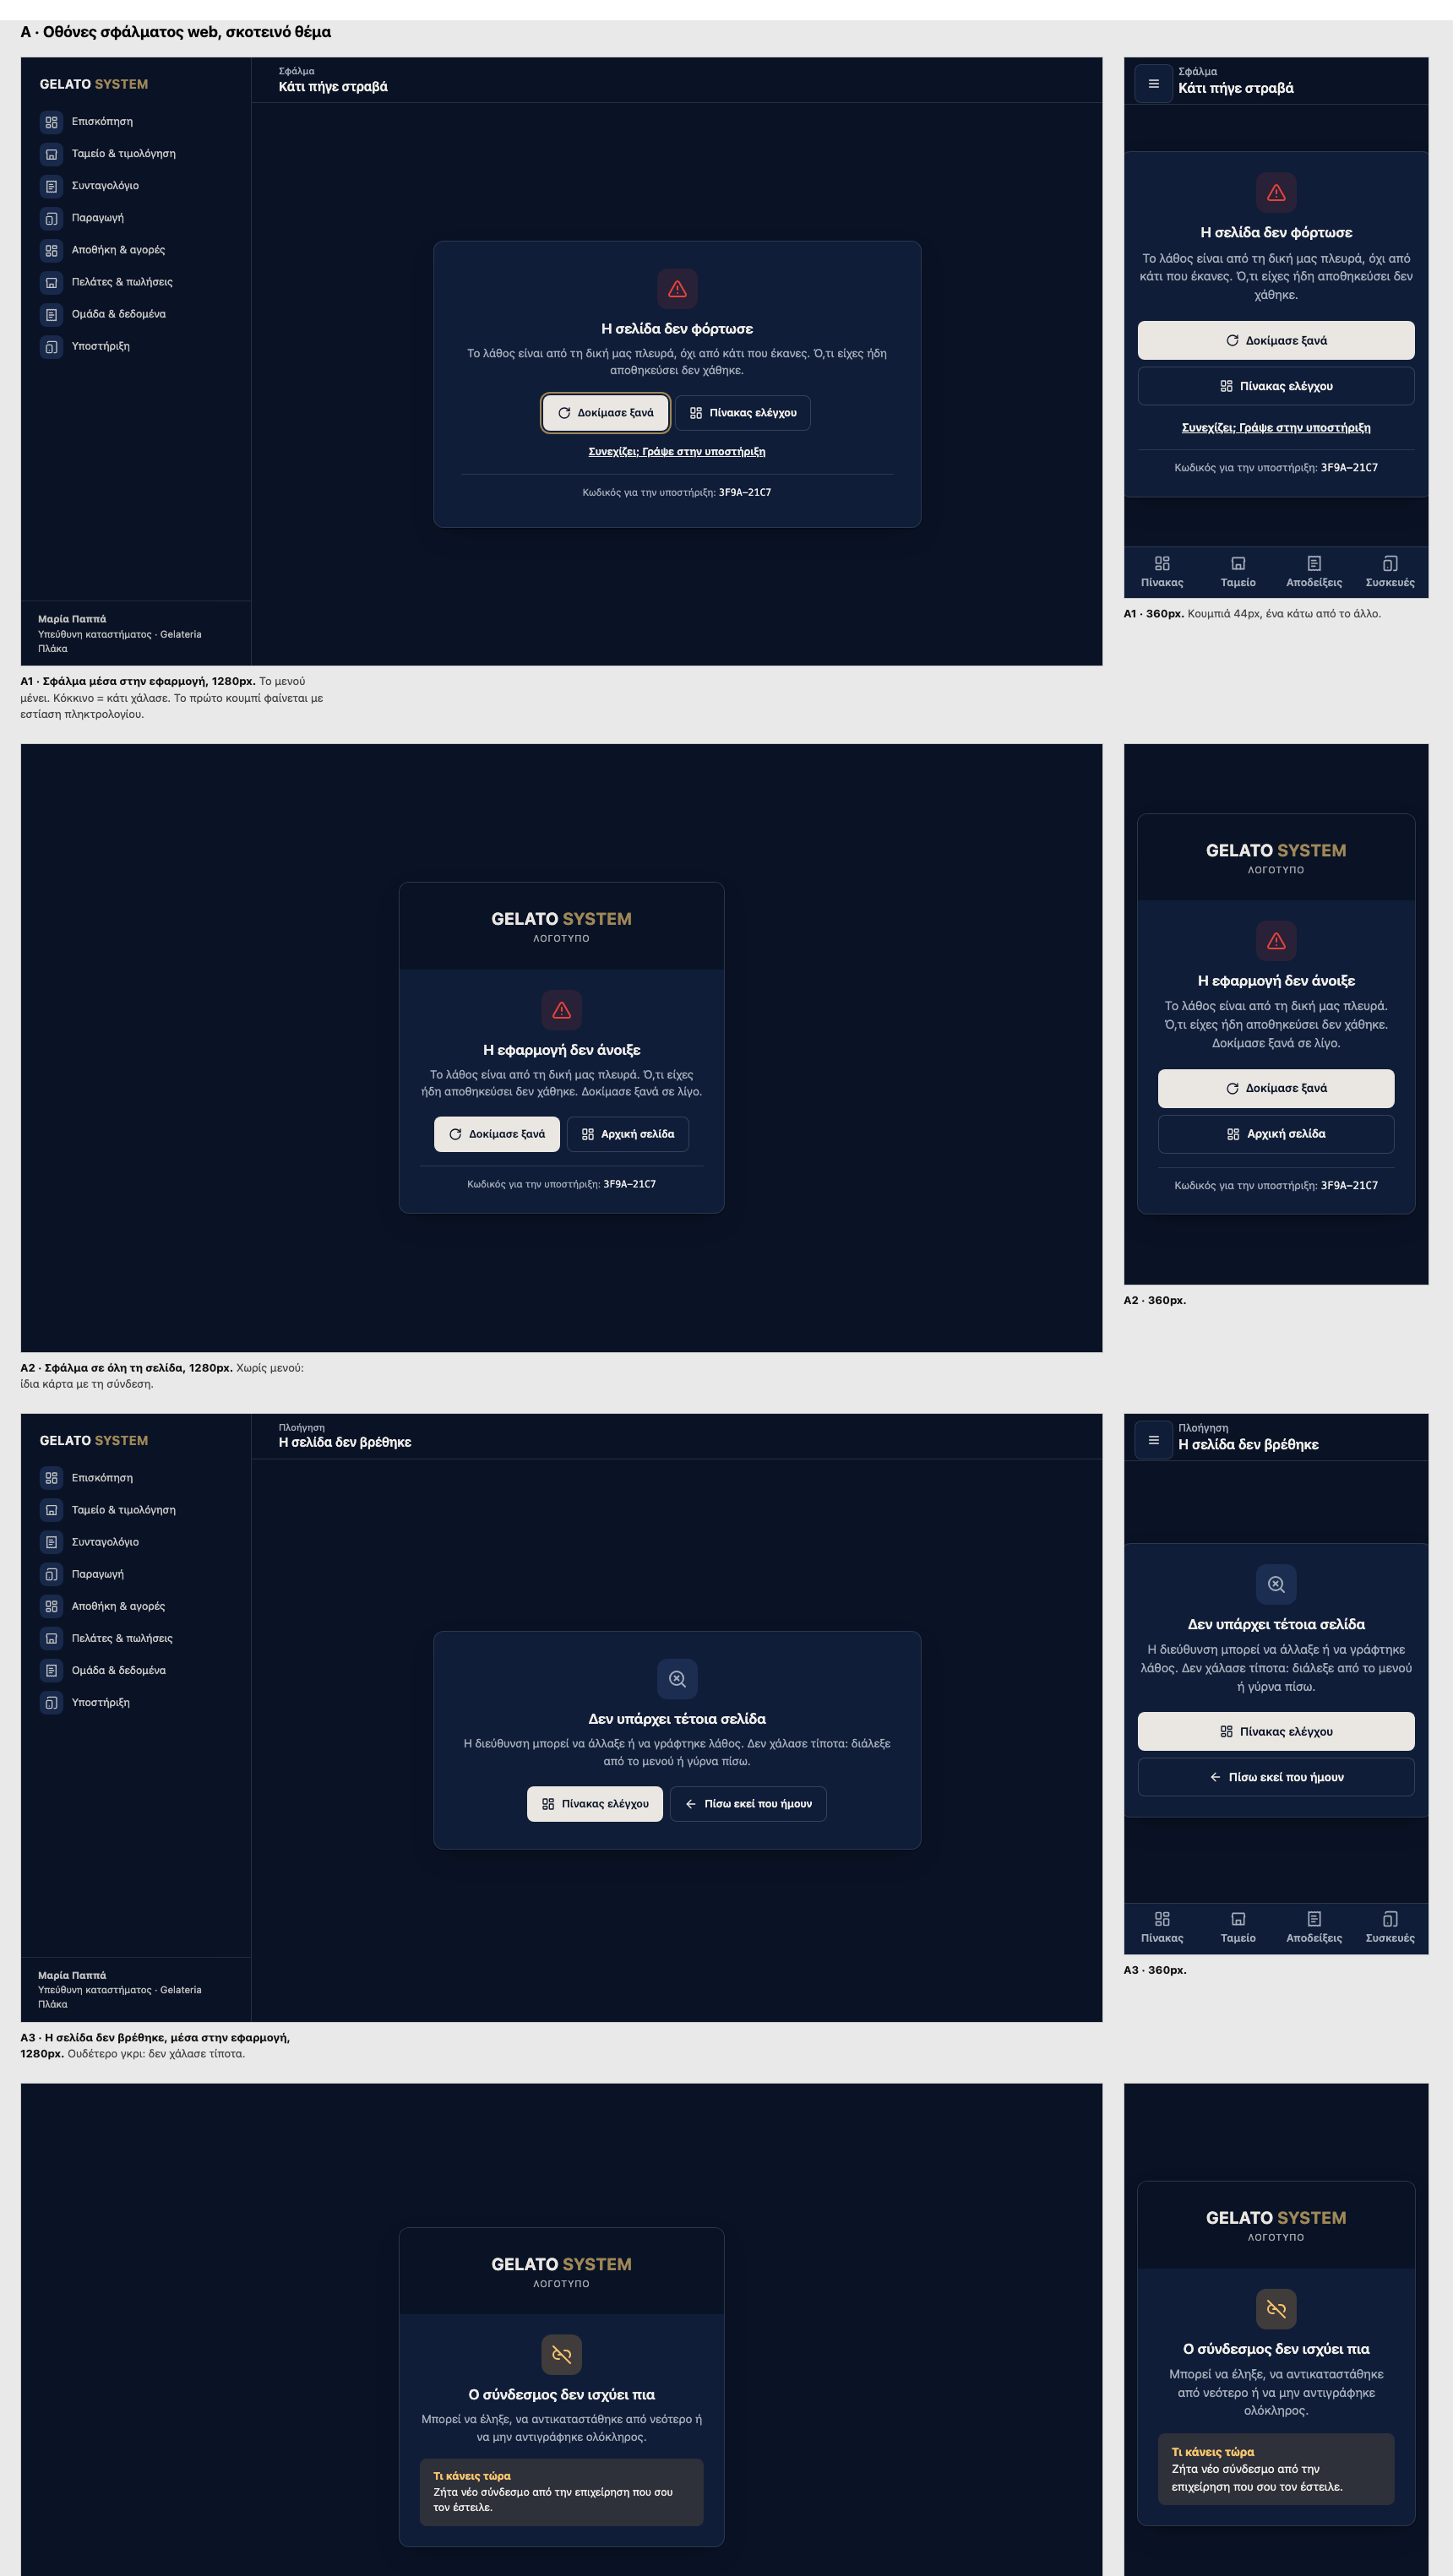 Α · Οθόνες σφάλματος web, σκοτεινό θέμα
GELATO SYSTEM
Επισκόπηση
Ταμείο & τιμολόγηση
Συνταγολόγιο
Παραγωγή
Αποθήκη & αγορές
Πελάτες & πωλήσεις
Ομάδα & δεδομένα
Υποστήριξη
Μαρία Παππά
Υπεύθυνη καταστήματος · Gelateria
Πλάκα
Σφάλμα
Κάτι πήγε στραβά
Η σελίδα δεν φόρτωσε
Το λάθος είναι από τη δική μας πλευρά, όχι από κάτι που έκανες. Ό,τι είχες ήδη
αποθηκεύσει δεν χάθηκε.
Δοκίμασε ξανά
Πίνακας ελέγχου
Συνεχίζει; Γράψε στην υποστήριξη
Κωδικός για την υποστήριξη: 3F9A-21C7
Α1 · Σφάλμα μέσα στην εφαρμογή, 1280px. Το μενού
μένει. Κόκκινο = κάτι χάλασε. Το πρώτο κουμπί φαίνεται με
εστίαση πληκτρολογίου.
Σφάλμα
Κάτι πήγε στραβά
Η σελίδα δεν φόρτωσε
Το λάθος είναι από τη δική μας πλευρά, όχι από
κάτι που έκανες. Ό,τι είχες ήδη αποθηκεύσει δεν
χάθηκε.
Δοκίμασε ξανά
Πίνακας ελέγχου
Συνεχίζει; Γράψε στην υποστήριξη
Κωδικός για την υποστήριξη: 3F9A-21C7
Πίνακας
Ταμείο
Αποδείξεις
Συσκευές
Α1 · 360px. Κουμπιά 44px, ένα κάτω από το άλλο.
GELATO SYSTEM
ΛΟΓΟΤΥΠΟ
Η εφαρμογή δεν άνοιξε
Το λάθος είναι από τη δική μας πλευρά. Ό,τι είχες
ήδη αποθηκεύσει δεν χάθηκε. Δοκίμασε ξανά σε λίγο.
Δοκίμασε ξανά
Αρχική σελίδα
Κωδικός για την υποστήριξη: 3F9A-21C7
Α2 · Σφάλμα σε όλη τη σελίδα, 1280px. Χωρίς μενού:
ίδια κάρτα με τη σύνδεση.
GELATO SYSTEM
ΛΟΓΟΤΥΠΟ
Η εφαρμογή δεν άνοιξε
Το λάθος είναι από τη δική μας πλευρά.
Ό,τι είχες ήδη αποθηκεύσει δεν χάθηκε.
Δοκίμασε ξανά σε λίγο.
Δοκίμασε ξανά
Αρχική σελίδα
Κωδικός για την υποστήριξη: 3F9A-21C7
Α2 · 360px.
GELATO SYSTEM
Επισκόπηση
Ταμείο & τιμολόγηση
Συνταγολόγιο
Παραγωγή
Αποθήκη & αγορές
Πελάτες & πωλήσεις
Ομάδα & δεδομένα
Υποστήριξη
Μαρία Παππά
Υπεύθυνη καταστήματος · Gelateria
Πλάκα
Πλοήγηση
Η σελίδα δεν βρέθηκε
Δεν υπάρχει τέτοια σελίδα
Η διεύθυνση μπορεί να άλλαξε ή να γράφτηκε λάθος. Δεν χάλασε τίποτα: διάλεξε
από το μενού ή γύρνα πίσω.
Πίνακας ελέγχου
Πίσω εκεί που ήμουν
Α3 · Η σελίδα δεν βρέθηκε, μέσα στην εφαρμογή,
1280px. Ουδέτερο γκρι: δεν χάλασε τίποτα.
Πλοήγηση
Η σελίδα δεν βρέθηκε
Δεν υπάρχει τέτοια σελίδα
Η διεύθυνση μπορεί να άλλαξε ή να γράφτηκε
λάθος. Δεν χάλασε τίποτα: διάλεξε από το μενού
ή γύρνα πίσω.
Πίνακας ελέγχου
Πίσω εκεί που ήμουν
Πίνακας
Ταμείο
Αποδείξεις
Συσκευές
Α3 · 360px.
GELATO SYSTEM
ΛΟΓΟΤΥΠΟ
Ο σύνδεσμος δεν ισχύει πια
Μπορεί να έληξε, να αντικαταστάθηκε από νεότερο ή
να μην αντιγράφηκε ολόκληρος.
Τι κάνεις τώρα
Ζήτα νέο σύνδεσμο από την επιχείρηση που σου
τον έστειλε.
GELATO SYSTEM
ΛΟΓΟΤΥΠΟ
Ο σύνδεσμος δεν ισχύει πια
Μπορεί να έληξε, να αντικαταστάθηκε
από νεότερο ή να μην αντιγράφηκε
ολόκληρος.
Τι κάνεις τώρα
Ζήτα νέο σύνδεσμο από την
επιχείρηση που σου τον έστειλε.